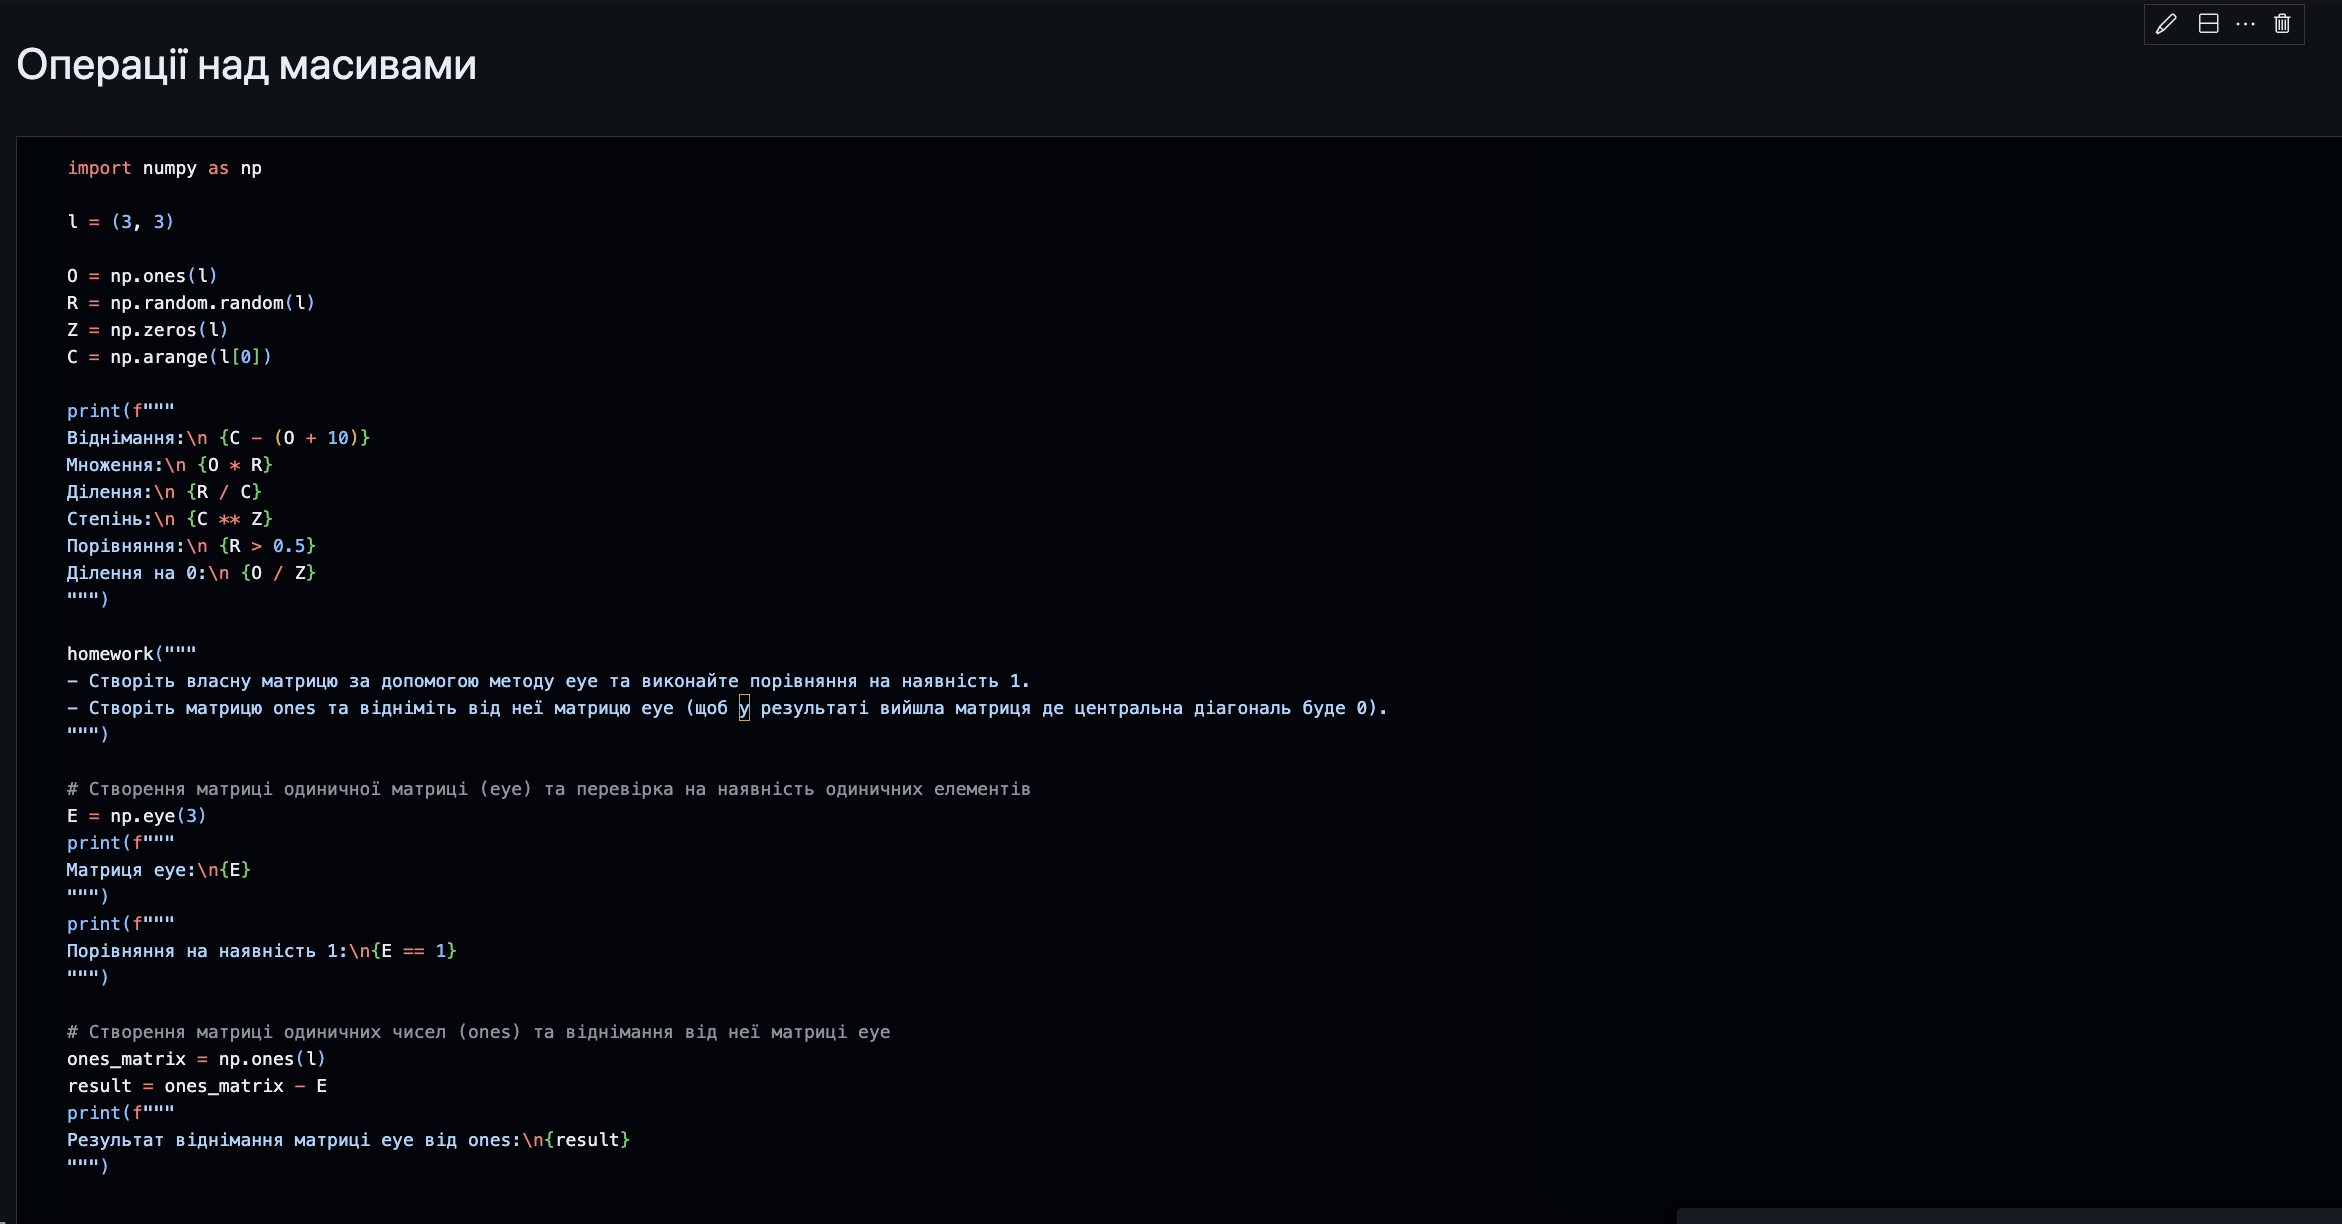 Операції над масивами
import numpy as np
l = (3, 3)
O = np.ones(l)
R = np.random.random(l)
Z = np.zeros(l)
C = np.arange(l[0])
print(f"""
Віднімання:\n {C - (O + 10)}
Множення:\n {O * R}
Ділення:\n {R / C}
Степінь:\n {C ** Z}
Порівняння:\n {R > 0.5}
Ділення на 0:\n {O / Z}
""")
homework("""
- Створіть власну матрицю за допомогою методу eye та виконайте порівняння на наявність 1.
- Створіть матрицю ones та відніміть від неї матрицю eye (щоб у результаті вийшла матриця де центральна діагональ буде 0).
""")
# Створення матриці одиничної матриці (eye) та перевірка на наявність одиничних елементів
E = np.eye(3)
print(f"""
Матриця eye:\n{E}
""")
print(f"""
Порівняння на наявність 1:\n{E == 1}
""")
# Створення матриці одиничних чисел (ones) та віднімання від неї матриці eye
ones_matrix = np.ones(l)
result = ones_matrix - E
print(f"""
Результат віднімання матриці eye від ones:\n{result}
""")